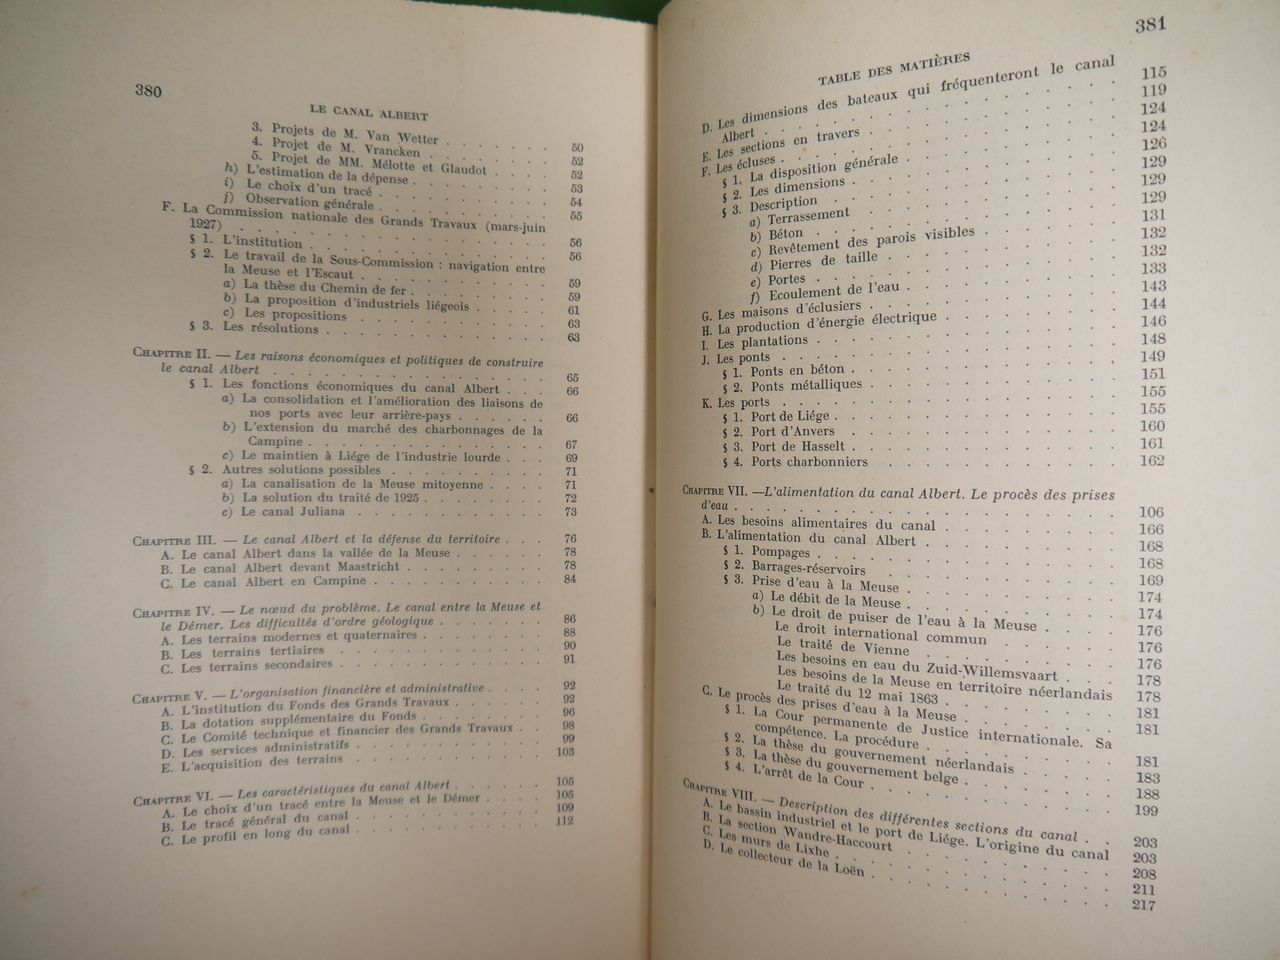 380
LE CANAL ALBERT
3. Projets de M. Van Wetter . . . . . . . 50
4. Projet de M. Vrancken . . . . . . . . 52
5. Projet de MM. Mélotte et Glaudot . . . . 52
h) L'estimation de la dépense . . . . . . . 53
i) Le choix d'un tracé . . . . . . . . . 54
j) Observation générale . . . . . . . . . 55
F. La Commission nationale des Grands Travaux (mars-juin
1927) . . . . . . . . . . . . . 56
§ 1. L'institution . . . . . . . . . . . 56
§ 2. Le travail de la Sous-Commission : navigation entre
la Meuse et l'Escaut . . . . . . . . . 59
a) La thèse du Chemin de fer . . . . . . . 59
b) La proposition d'industriels liégeois . . . . 61
c) Les propositions . . . . . . . . . . 63
§ 3. Les résolutions . . . . . . . . . . . 63
CHAPITRE II. — Les raisons économiques et politiques de construire
le canal Albert . . . . . . . . . . . . 65
§ 1. Les fonctions économiques du canal Albert . . . 66
a) La consolidation et l'amélioration des liaisons de
nos ports avec leur arrière-pays . . . . . . 66
b) L'extension du marché des charbonnages de la
Campine . . . . . . . . . . . . 67
c) Le maintien à Liége de l'industrie lourde . . . 69
§ 2. Autres solutions possibles . . . . . . . . 71
a) La canalisation de la Meuse mitoyenne . . . . 71
b) La solution du traité de 1925 . . . . . . . 72
c) Le canal Juliana . . . . . . . . . . 73
CHAPITRE III. — Le canal Albert et la défense du territoire . . . 76
A. Le canal Albert dans la vallée de la Meuse . . . . . 78
B. Le canal Albert devant Maastricht . . . . . . . 78
C. Le canal Albert en Campine . . . . . . . . . 84
CHAPITRE IV. — Le nœud du problème. Le canal entre la Meuse et
le Démer. Les difficultés d'ordre géologique . . . . . 86
A. Les terrains modernes et quaternaires . . . . . . 88
B. Les terrains tertiaires . . . . . . . . . . 90
C. Les terrains secondaires . . . . . . . . . . 91
CHAPITRE V. — L'organisation financière et administrative . . . . 92
A. L'institution du Fonds des Grands Travaux . . . . . 92
B. La dotation supplémentaire du Fonds . . . . . . 96
C. Le Comité technique et financier des Grands Travaux . . 98
D. Les services administratifs . . . . . . . . . 99
E. L'acquisition des terrains . . . . . . . . . 103
CHAPITRE VI. — Les caractéristiques du canal Albert . . . . . 105
A. Le choix d'un tracé entre la Meuse et le Démer . . . . 105
B. Le tracé général du canal . . . . . . . . . 109
C. Le profil en long du canal . . . . . . . . . 112
381
TABLE DES MATIÈRES
D. Les dimensions des bateaux qui fréquenteront le canal
Albert . . . . . . . . . . . . . 115
E. Les sections en travers . . . . . . . . . . 119
F. Les écluses . . . . . . . . . . . . . 124
§ 1. La disposition générale . . . . . . . . . 124
§ 2. Les dimensions . . . . . . . . . . . 126
§ 3. Description . . . . . . . . . . . . 129
a) Terrassement . . . . . . . . . . . 129
b) Béton . . . . . . . . . . . . . 129
c) Revêtement des parois visibles . . . . . . 131
d) Pierres de taille . . . . . . . . . . 132
e) Portes . . . . . . . . . . . . . 132
f) Ecoulement de l'eau . . . . . . . . . 133
G. Les maisons d'éclusiers . . . . . . . . . . 143
H. La production d'énergie électrique . . . . . . . 144
I. Les plantations . . . . . . . . . . . . 146
J. Les ponts . . . . . . . . . . . . . 148
§ 1. Ponts en béton . . . . . . . . . . . 149
§ 2. Ponts métalliques . . . . . . . . . . 151
K. Les ports . . . . . . . . . . . . . 155
§ 1. Port de Liége . . . . . . . . . . . 155
§ 2. Port d'Anvers . . . . . . . . . . . 160
§ 3. Port de Hasselt . . . . . . . . . . . 161
§ 4. Ports charbonniers . . . . . . . . . . 162
CHAPITRE VII. —L'alimentation du canal Albert. Le procès des prises
d'eau . . . . . . . . . . . . . . . 106
A. Les besoins alimentaires du canal . . . . . . . 166
B. L'alimentation du canal Albert . . . . . . . . 168
§ 1. Pompages . . . . . . . . . . . . 168
§ 2. Barrages-réservoirs . . . . . . . . . . 169
§ 3. Prise d'eau à la Meuse . . . . . . . . . 174
a) Le débit de la Meuse . . . . . . . . . 174
b) Le droit de puiser de l'eau à la Meuse . . . . 176
Le droit international commun . . . . . . 176
Le traité de Vienne . . . . . . . . . 176
Les besoins en eau du Zuid-Willemsvaart . . . 178
Les besoins de la Meuse en territoire néerlandais 178
Le traité du 12 mai 1863 . . . . . . . . 181
C. Le procès des prises d'eau à la Meuse . . . . . . 181
§ 1. La Cour permanente de Justice internationale. Sa
compétence. La procédure . . . . . . . . 181
§ 2. La thèse du gouvernement néerlandais . . . . . 183
§ 3. La thèse du gouvernement belge . . . . . . . 188
§ 4. L'arrêt de la Cour . . . . . . . . . . 199
CHAPITRE VIII. — Description des différentes sections du canal . . 203
A. Le bassin industriel et le port de Liége. L'origine du canal 203
B. La section Wandre-Haccourt . . . . . . . . 208
C. Les murs de Lixhe . . . . . . . . . . . 211
D. Le collecteur de la Loën . . . . . . . . . . 217